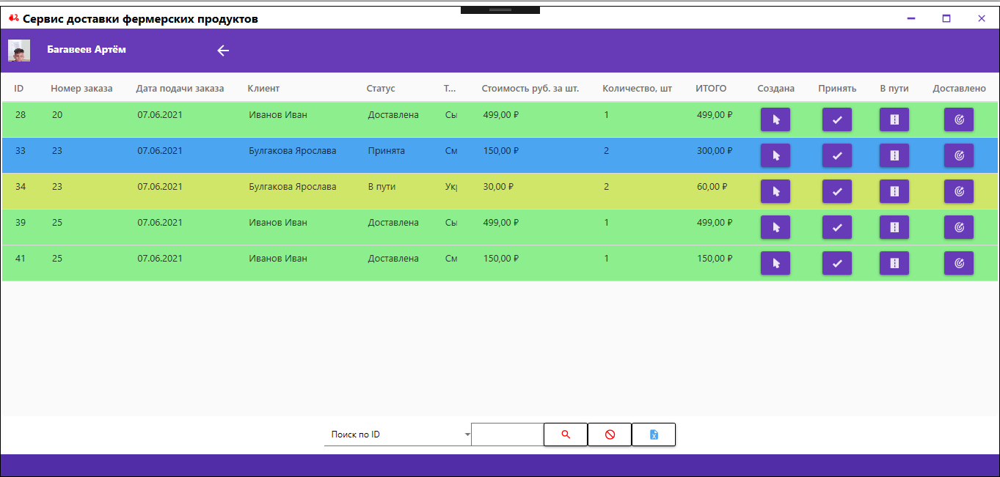 Сервис доставки фермерских продуктов
Багавеев Артём
ID Номер заказа Дата подачи заказа Клиент Статус Т... Стоимость руб. за шт. Количество, шт ИТОГО Создана Принять В пути Доставлено
28 20 07.06.2021 Иванов Иван Доставлена Сы 499,00 ₽ 1 499,00 ₽
33 23 07.06.2021 Булгакова Ярослава Принята См 150,00 ₽ 2 300,00 ₽
34 23 07.06.2021 Булгакова Ярослава В пути Укр 30,00 ₽ 2 60,00 ₽
39 25 07.06.2021 Иванов Иван Доставлена Сы 499,00 ₽ 1 499,00 ₽
41 25 07.06.2021 Иванов Иван Доставлена См 150,00 ₽ 1 150,00 ₽
Поиск по ID